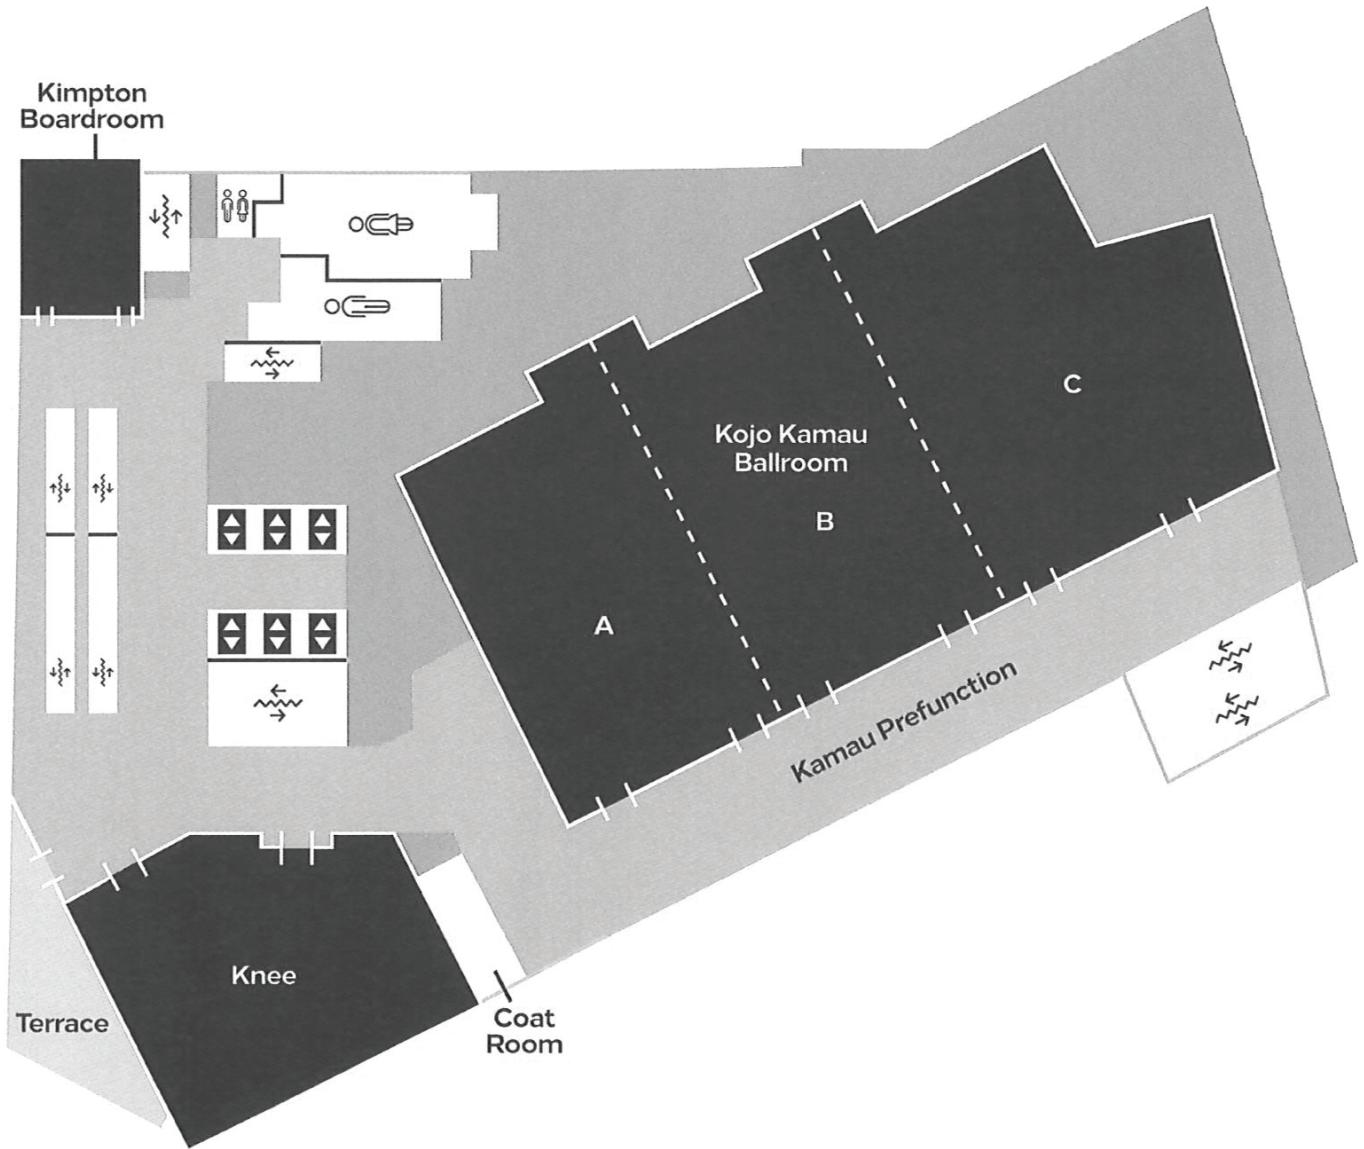 Kimpton
Boardroom
C
Kojo Kamau
Ballroom
B
A
Kamau Prefunction
Knee
Terrace
Coat
Room